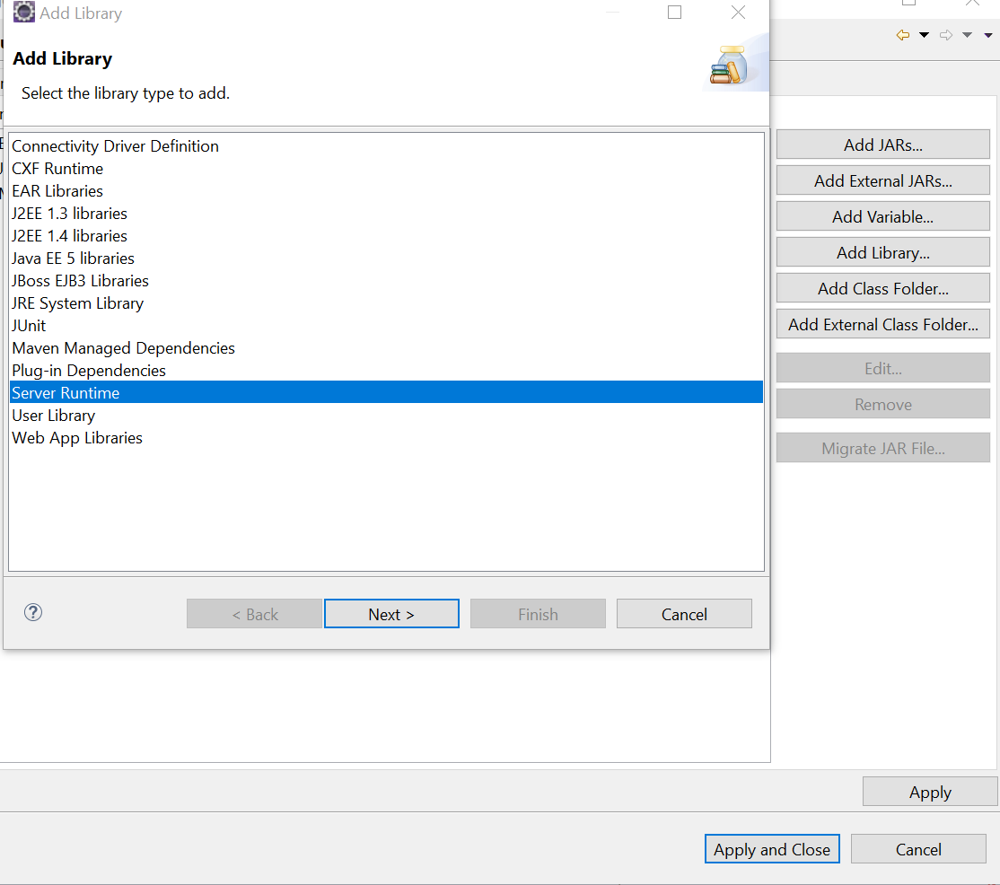 Add Library
Add Library
Select the library type to add.
Connectivity Driver Definition
CXF Runtime
EAR Libraries
J2EE 1.3 libraries
J2EE 1.4 libraries
Java EE 5 libraries
JBoss EJB3 Libraries
JRE System Library
JUnit
Maven Managed Dependencies
Plug-in Dependencies
Server Runtime
User Library
Web App Libraries
< Back
Next >
Finish
Cancel
Add JARs...
Add External JARs...
Add Variable...
Add Library...
Add Class Folder...
Add External Class Folder...
Edit...
Remove
Migrate JAR File...
Apply
Apply and Close
Cancel